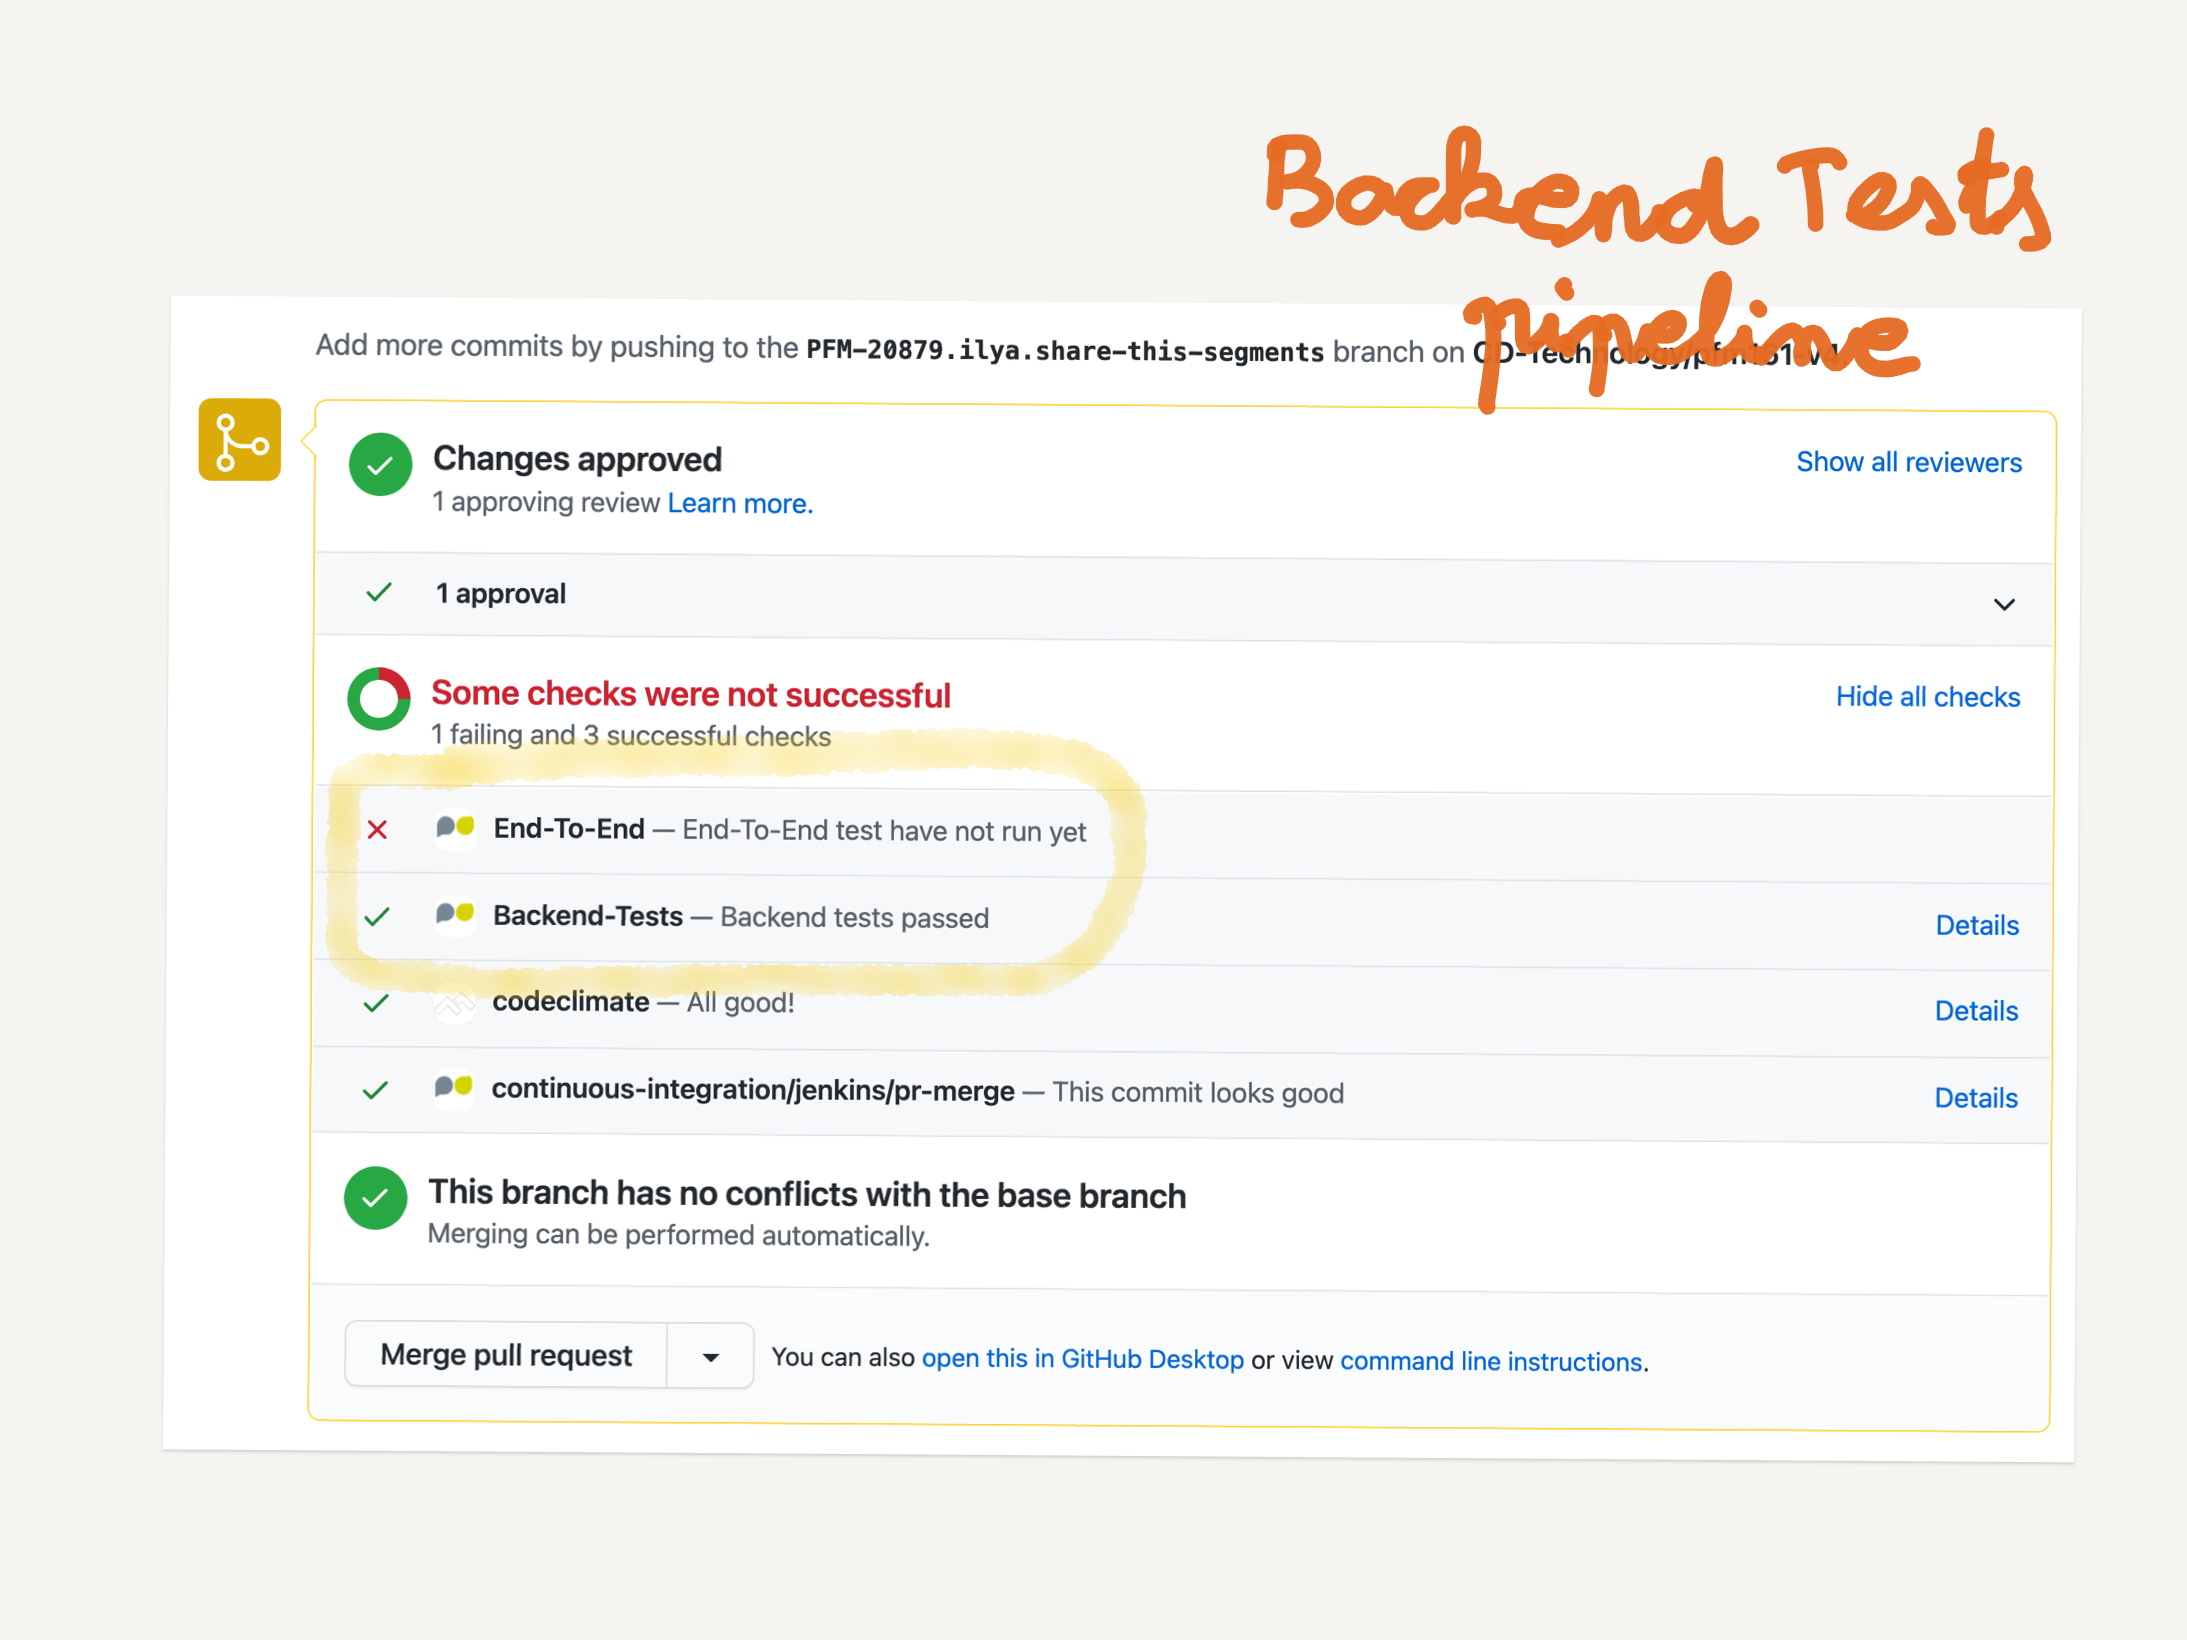 Backend Tests
pipeline
Add more commits by pushing to the PFM-20879.ilya.share-this-segments branch on CD-Technology/pfm161-v4
Changes approved
Show all reviewers
1 approving review Learn more.
1 approval
Some checks were not successful
Hide all checks
1 failing and 3 successful checks
End-To-End — End-To-End test have not run yet
Backend-Tests — Backend tests passed
Details
codeclimate — All good!
Details
continuous-integration/jenkins/pr-merge — This commit looks good
Details
This branch has no conflicts with the base branch
Merging can be performed automatically.
Merge pull request
You can also open this in GitHub Desktop or view command line instructions.